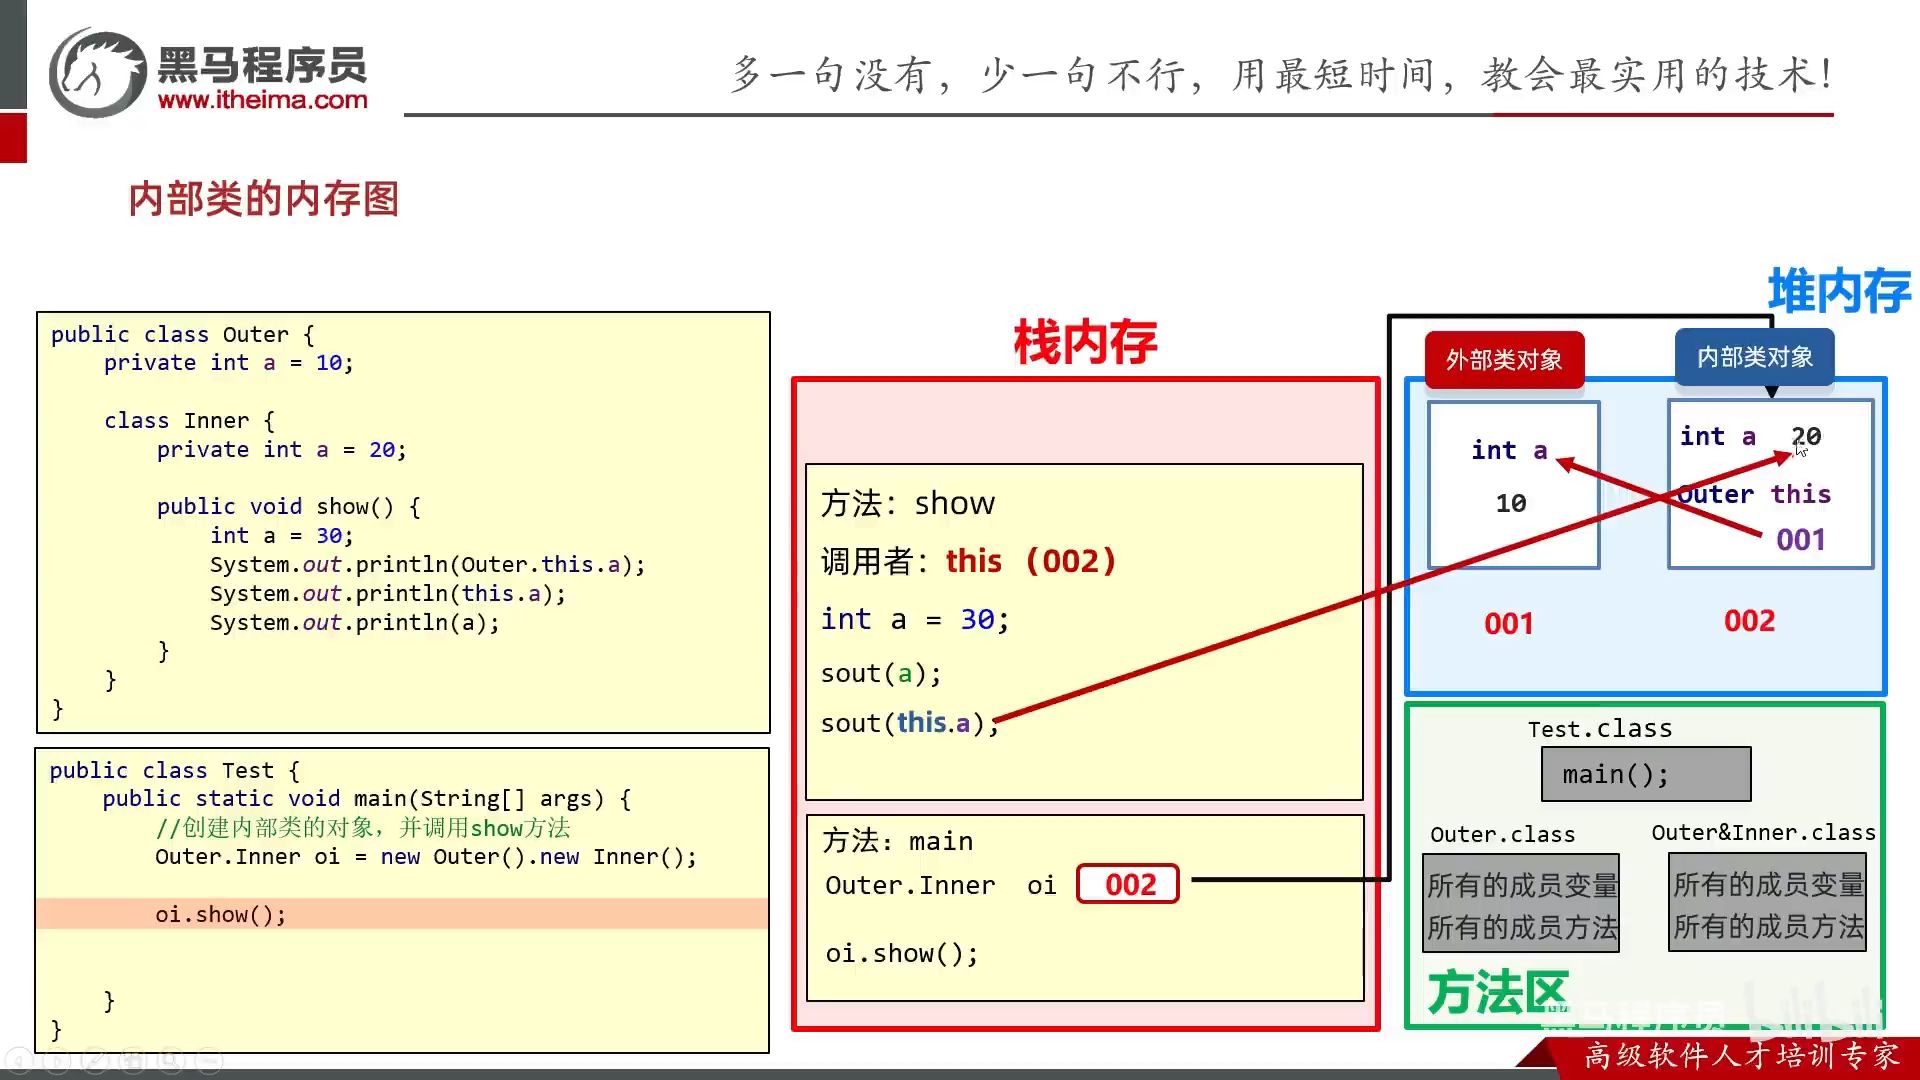 黑马程序员
www.itheima.com
多一句没有，少一句不行，用最短时间，教会最实用的技术！
内部类的内存图
public class Outer {
private int a = 10;
class Inner {
private int a = 20;
public void show() {
int a = 30;
System.out.println(Outer.this.a);
System.out.println(this.a);
System.out.println(a);
}
}
}
public class Test {
public static void main(String[] args) {
//创建内部类的对象，并调用show方法
Outer.Inner oi = new Outer().new Inner();
oi.show();
}
}
栈内存
方法：show
调用者：this（002）
int a = 30;
sout(a);
sout(this.a);
方法：main
Outer.Inner oi 002
oi.show();
堆内存
外部类对象
int a
10
001
内部类对象
int a 20
Outer this
001
002
Test.class
main();
Outer.class
所有的成员变量
所有的成员方法
Outer&Inner.class
所有的成员变量
所有的成员方法
方法区
黑马程序员
bilibili
高级软件人才培训专家